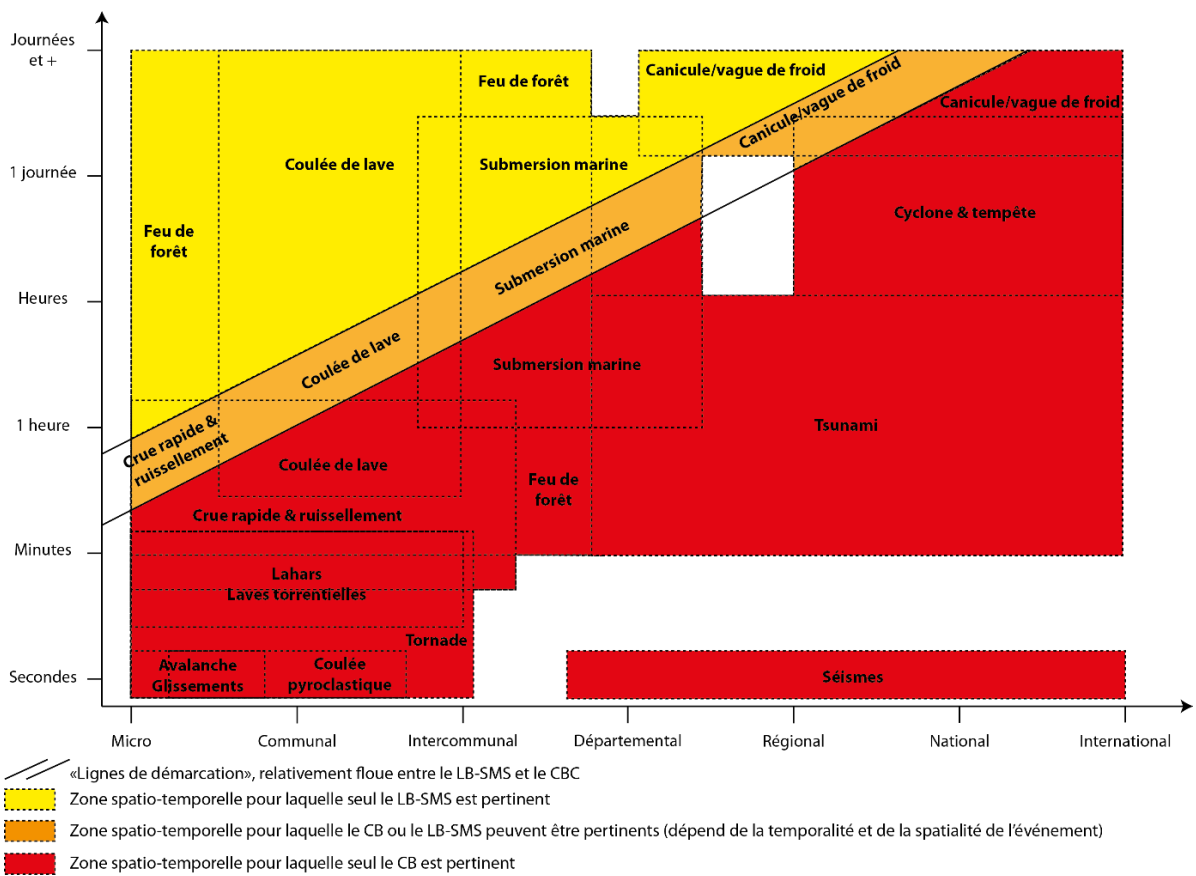 Journées
et +
1 journée
Heures
1 heure
Minutes
Secondes
Feu de forêt
Canicule/vague de froid
Canicule/vague de froid
Canicule/vague de froid
Coulée de lave
Submersion marine
Cyclone & tempête
Feu de
forêt
Submersion marine
Coulée de lave
Submersion marine
Crue rapide &
ruissellement
Tsunami
Coulée de lave
Feu de
forêt
Crue rapide & ruissellement
Lahars
Laves torrentielles
Tornade
Avalanche
Glissements
Coulée
pyroclastique
Séismes
Micro
Communal
Intercommunal
Départemental
Régional
National
International
«Lignes de démarcation», relativement floue entre le LB-SMS et le CBC
Zone spatio-temporelle pour laquelle seul le LB-SMS est pertinent
Zone spatio-temporelle pour laquelle le CB ou le LB-SMS peuvent être pertinents (dépend de la temporalité et de la spatialité de l’événement)
Zone spatio-temporelle pour laquelle seul le CB est pertinent